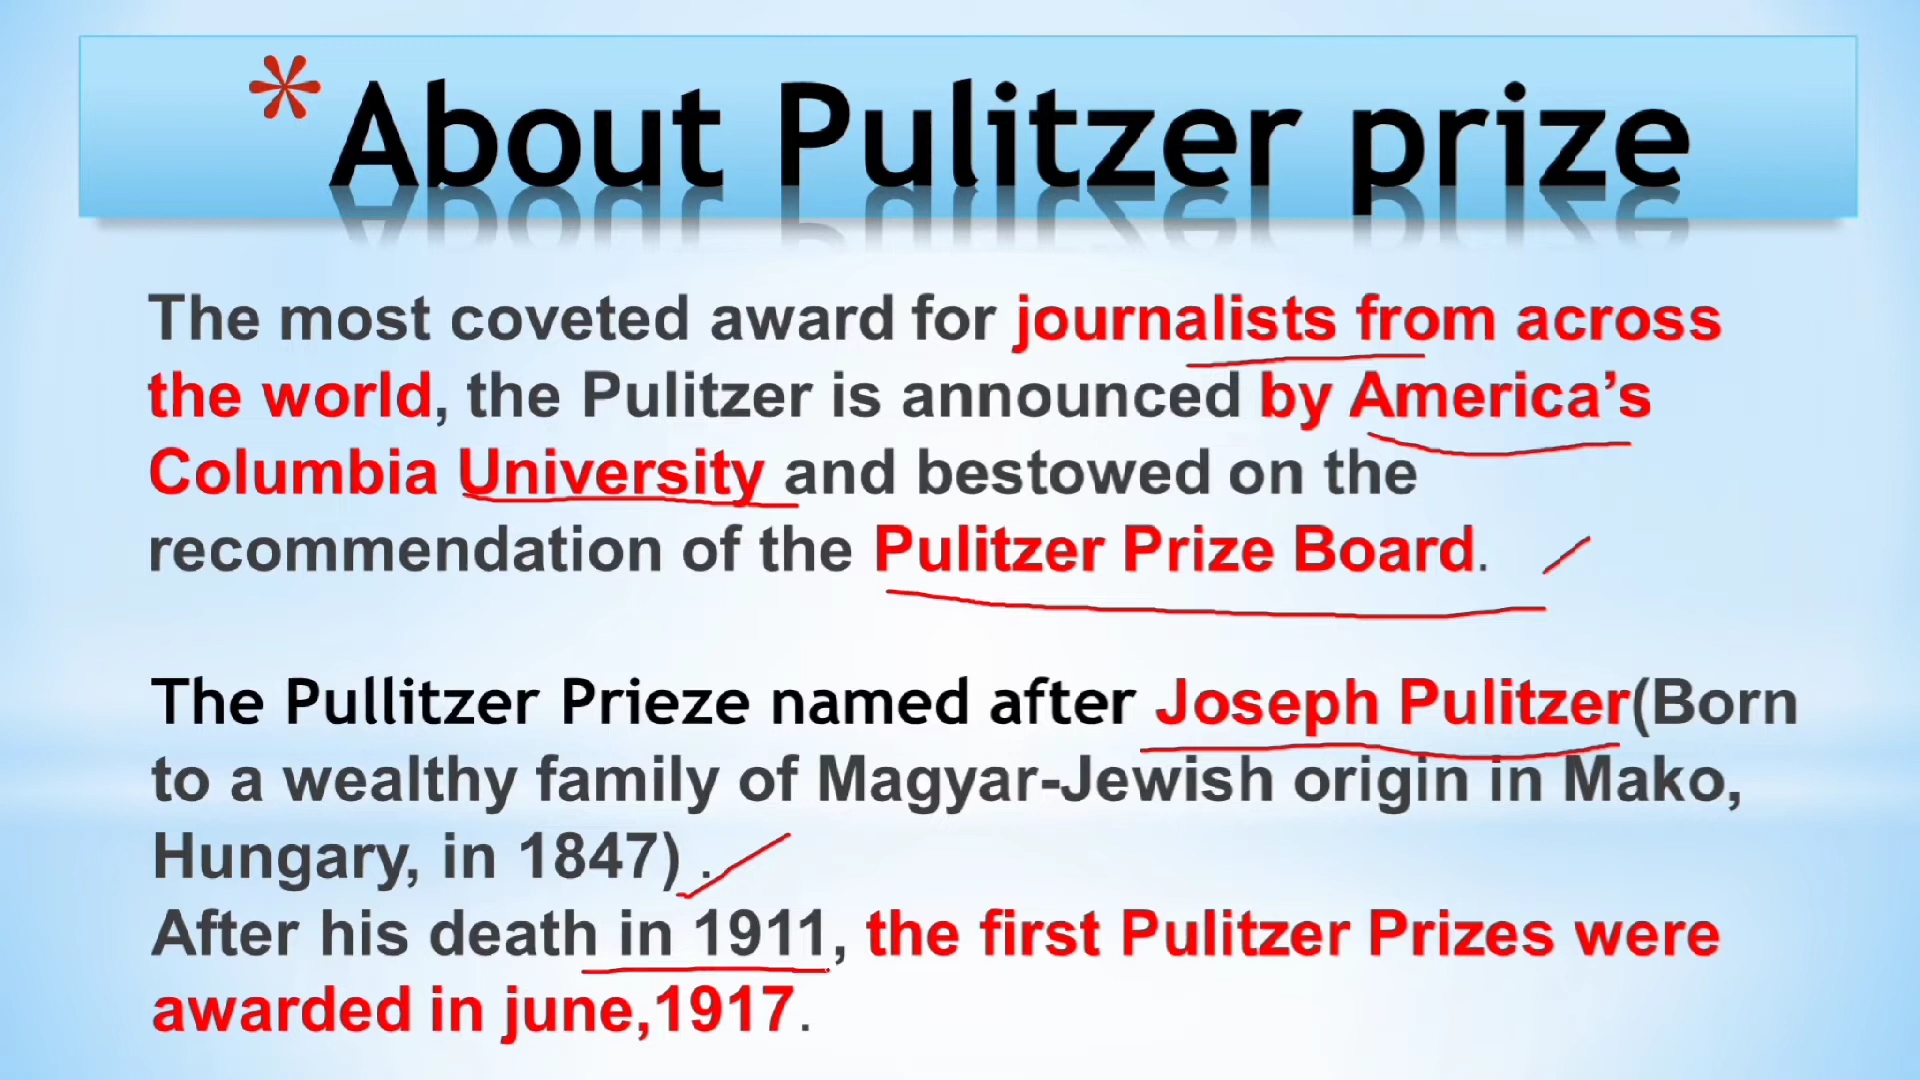 * About Pulitzer prize
The most coveted award for journalists from across
the world, the Pulitzer is announced by America’s
Columbia University and bestowed on the
recommendation of the Pulitzer Prize Board.
The Pullitzer Prieze named after Joseph Pulitzer(Born
to a wealthy family of Magyar-Jewish origin in Mako,
Hungary, in 1847) .
After his death in 1911, the first Pulitzer Prizes were
awarded in june,1917.